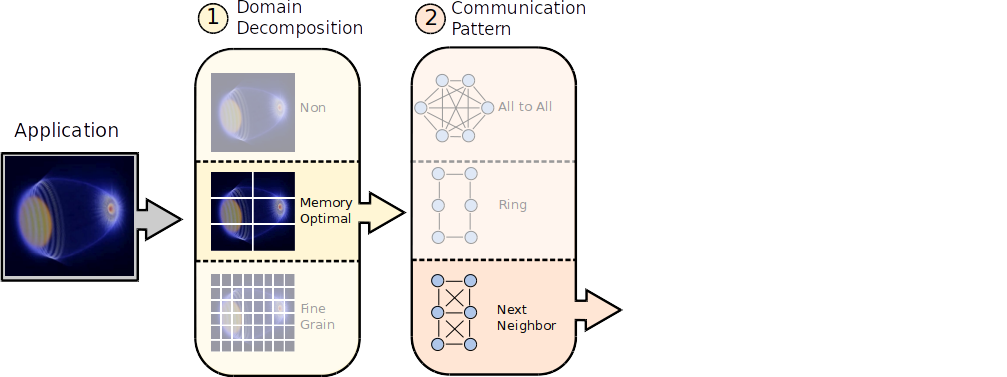 Application
1
Domain
Decomposition
Non
Memory
Optimal
Fine
Grain
2
Communication
Pattern
All to All
Ring
Next
Neighbor